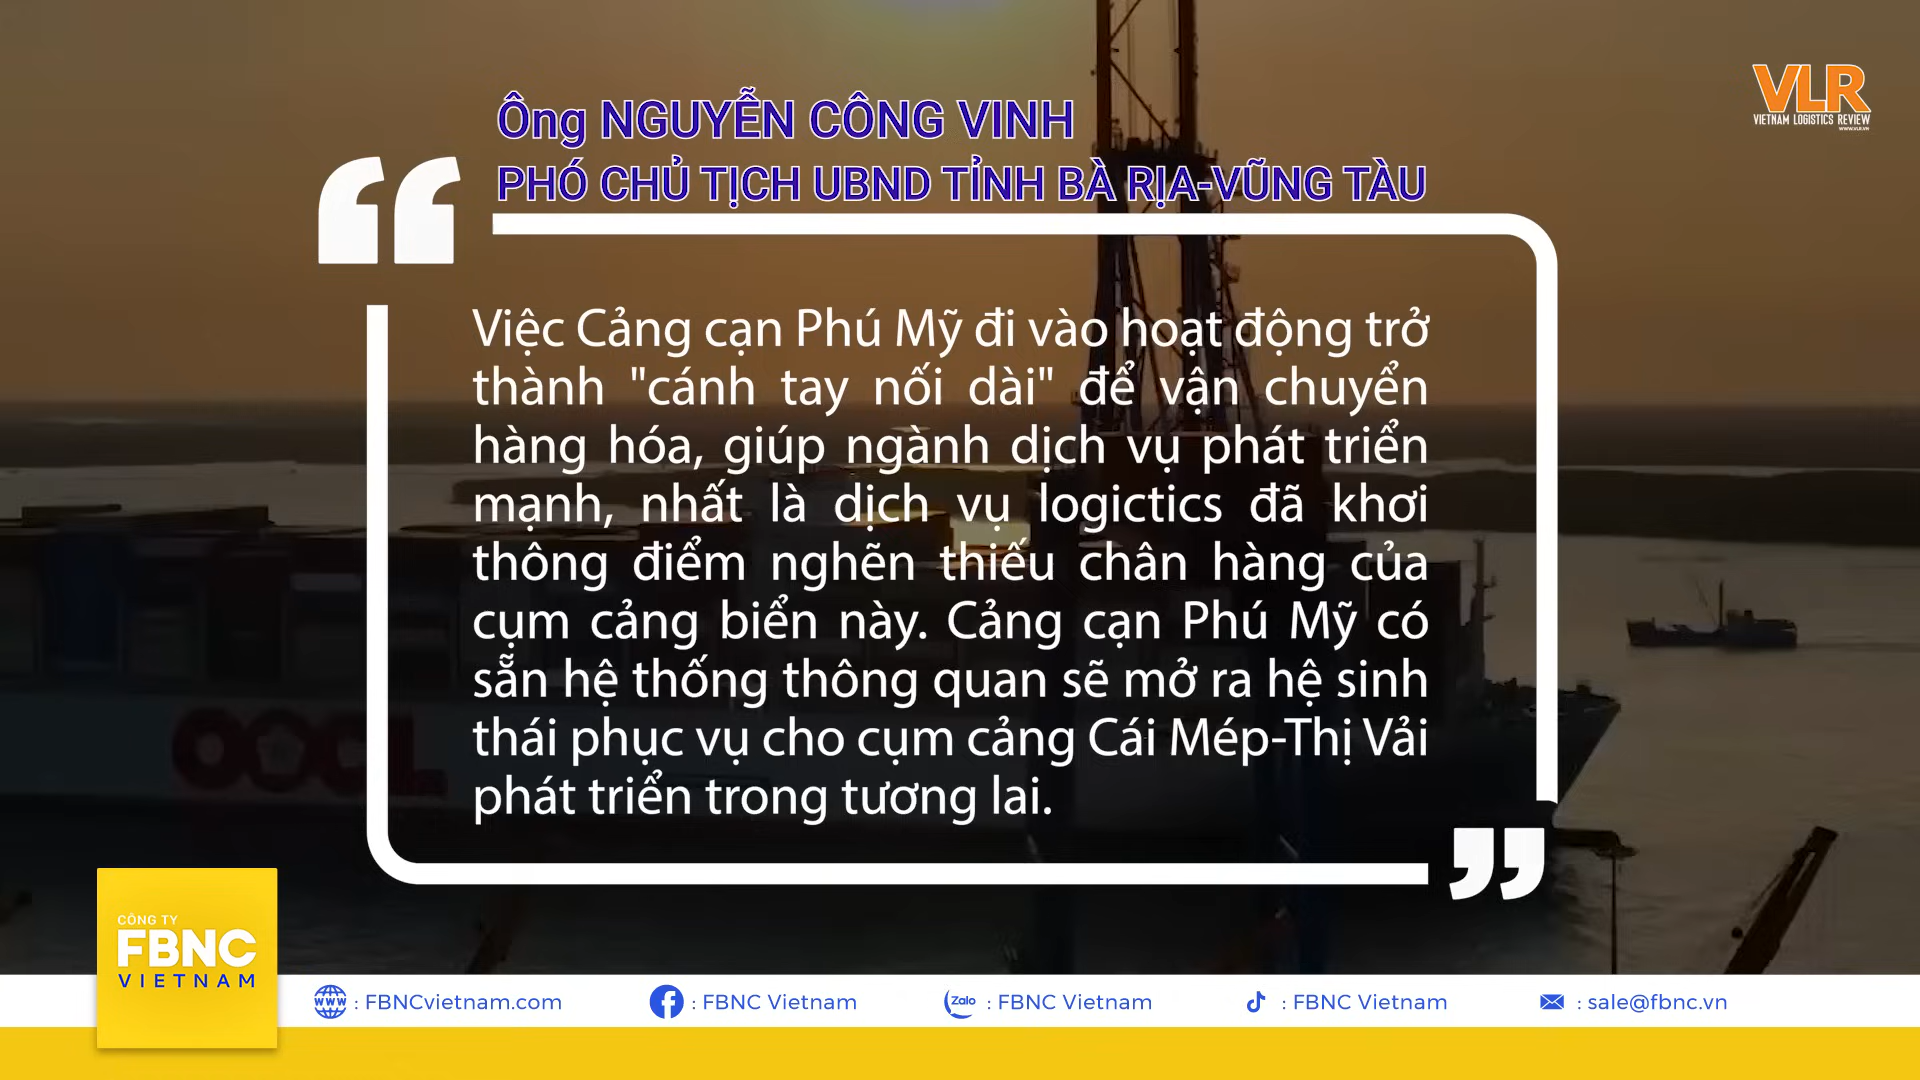 VLR
VIETNAM LOGISTICS REVIEW
WWW.VLR.VN
Ông NGUYỄN CÔNG VINH
PHÓ CHỦ TỊCH UBND TỈNH BÀ RỊA-VŨNG TÀU
Việc Cảng cạn Phú Mỹ đi vào hoạt động trở
thành "cánh tay nối dài" để vận chuyển
hàng hóa, giúp ngành dịch vụ phát triển
mạnh, nhất là dịch vụ logictics đã khơi
thông điểm nghẽn thiếu chân hàng của
cụm cảng biển này. Cảng cạn Phú Mỹ có
sẵn hệ thống thông quan sẽ mở ra hệ sinh
thái phục vụ cho cụm cảng Cái Mép-Thị Vải
phát triển trong tương lai.
OOCL
CÔNG TY
FBNC
VIETNAM
www : FBNCvietnam.com
: FBNC Vietnam
Zalo : FBNC Vietnam
: FBNC Vietnam
: sale@fbnc.vn